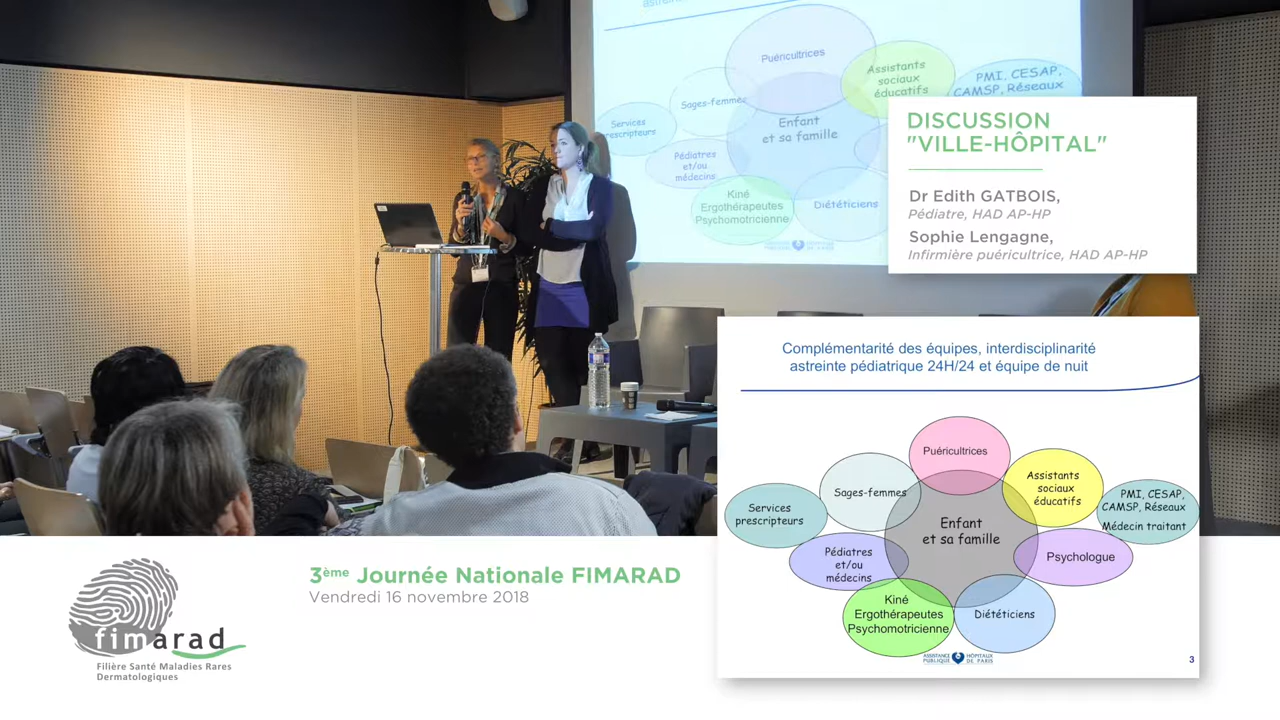 Puéricultrices
Assistants
sociaux
éducatifs
PMI, CESAP,
CAMSP, Réseaux
Sages-femmes
Services
prescripteurs
Enfant
et sa famille
Pédiatres
et/ou
médecins
Kiné
Ergothérapeutes
Psychomotricienne
Diététiciens
DISCUSSION
"VILLE-HÔPITAL"
Dr Edith GATBOIS,
Pédiatre, HAD AP-HP
Sophie Lengagne,
Infirmière puéricultrice, HAD AP-HP
Complémentarité des équipes, interdisciplinarité
astreinte pédiatrique 24H/24 et équipe de nuit
Puéricultrices
Assistants
sociaux
éducatifs
Sages-femmes
PMI, CESAP,
CAMSP, Réseaux
Médecin traitant
Services
prescripteurs
Enfant
et sa famille
Pédiatres
et/ou
médecins
Psychologue
Kiné
Ergothérapeutes
Psychomotricienne
Diététiciens
ASSISTANCE PUBLIQUE HÔPITAUX DE PARIS
3
3ème Journée Nationale FIMARAD
Vendredi 16 novembre 2018
fimarad
Filière Santé Maladies Rares
Dermatologiques